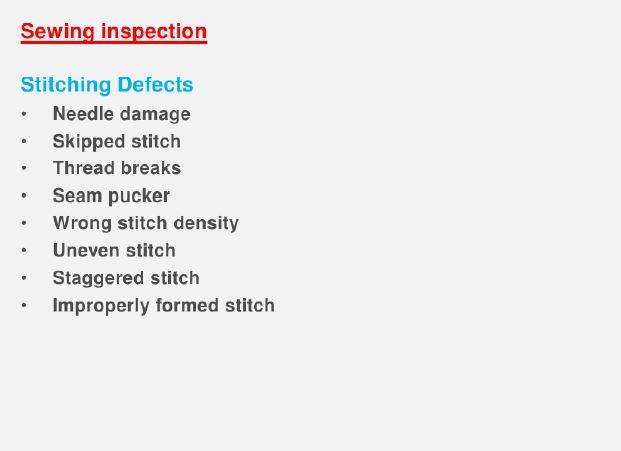 Sewing inspection
Stitching Defects
• Needle damage
• Skipped stitch
• Thread breaks
• Seam pucker
• Wrong stitch density
• Uneven stitch
• Staggered stitch
• Improperly formed stitch